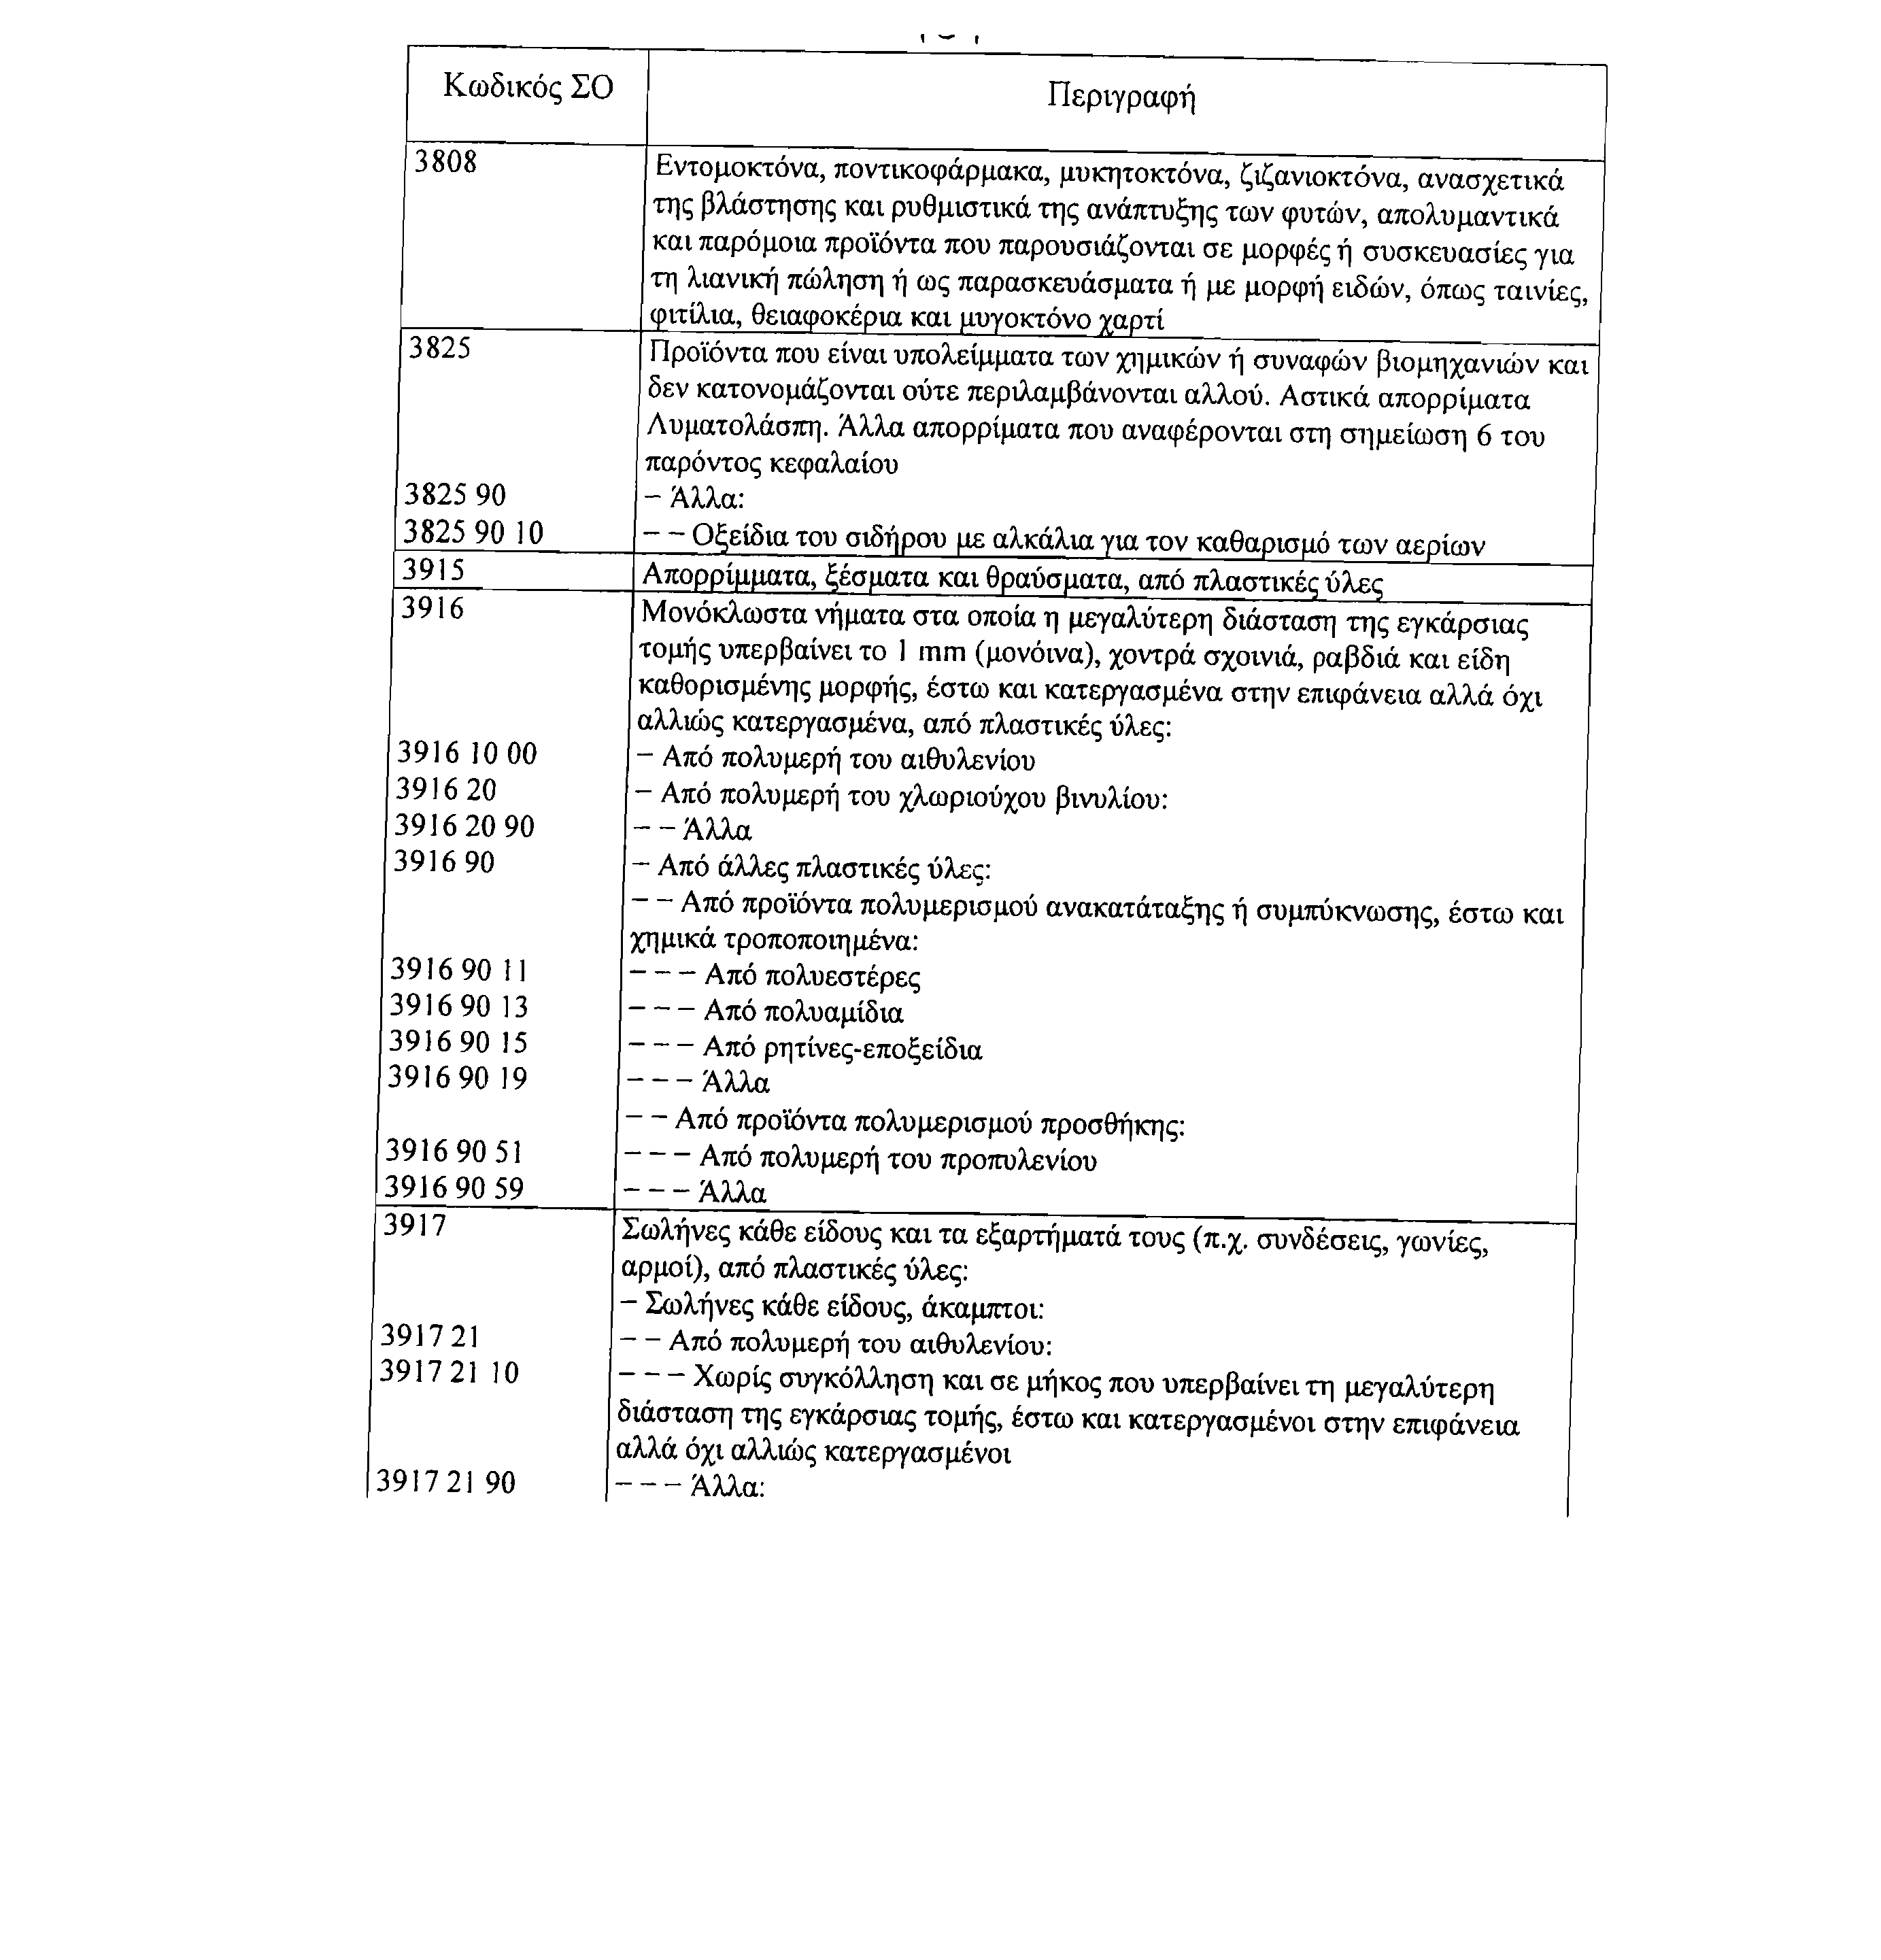 Κωδικός ΣΟ
Περιγραφή
3808
Εντομοκτόνα, ποντικοφάρμακα, μυκητοκτόνα, ζιζανιοκτόνα, ανασχετικά
της βλάστησης και ρυθμιστικά της ανάπτυξης των φυτών, απολυμαντικά
και παρόμοια προϊόντα που παρουσιάζονται σε μορφές ή συσκευασίες για
τη λιανική πώληση ή ως παρασκευάσματα ή με μορφή ειδών, όπως ταινίες,
φιτίλια, θειαφοκέρια και μυγοκτόνο χαρτί
3825
Προϊόντα που είναι υπολείμματα των χημικών ή συναφών βιομηχανιών και
δεν κατονομάζονται ούτε περιλαμβάνονται αλλού. Αστικά απορρίματα
Λυματολάσπη. Άλλα απορρίματα που αναφέρονται στη σημείωση 6 του
παρόντος κεφαλαίου
3825 90 – Άλλα:
3825 90 10 – – Οξείδια του σιδήρου με αλκάλια για τον καθαρισμό των αερίων
3915 Απορρίμματα, ξέσματα και θραύσματα, από πλαστικές ύλες
3916 Μονόκλωστα νήματα στα οποία η μεγαλύτερη διάσταση της εγκάρσιας
τομής υπερβαίνει το 1 mm (μονόινα), χοντρά σχοινιά, ραβδιά και είδη
καθορισμένης μορφής, έστω και κατεργασμένα στην επιφάνεια αλλά όχι
αλλιώς κατεργασμένα, από πλαστικές ύλες:
3916 10 00 – Από πολυμερή του αιθυλενίου
3916 20 – Από πολυμερή του χλωριούχου βινυλίου:
3916 20 90 – – Άλλα
3916 90 – Από άλλες πλαστικές ύλες:
– – Από προϊόντα πολυμερισμού ανακατάταξης ή συμπύκνωσης, έστω και
χημικά τροποποιημένα:
3916 90 11 – – – Από πολυεστέρες
3916 90 13 – – – Από πολυαμίδια
3916 90 15 – – – Από ρητίνες-εποξείδια
3916 90 19 – – – Άλλα
– – Από προϊόντα πολυμερισμού προσθήκης:
3916 90 51 – – – Από πολυμερή του προπυλενίου
3916 90 59 – – – Άλλα
3917 Σωλήνες κάθε είδους και τα εξαρτήματά τους (π.χ. συνδέσεις, γωνίες,
αρμοί), από πλαστικές ύλες:
– Σωλήνες κάθε είδους, άκαμπτοι:
3917 21 – – Από πολυμερή του αιθυλενίου:
3917 21 10 – – – Χωρίς συγκόλληση και σε μήκος που υπερβαίνει τη μεγαλύτερη
διάσταση της εγκάρσιας τομής, έστω και κατεργασμένοι στην επιφάνεια
αλλά όχι αλλιώς κατεργασμένοι
3917 21 90 – – – Άλλα: